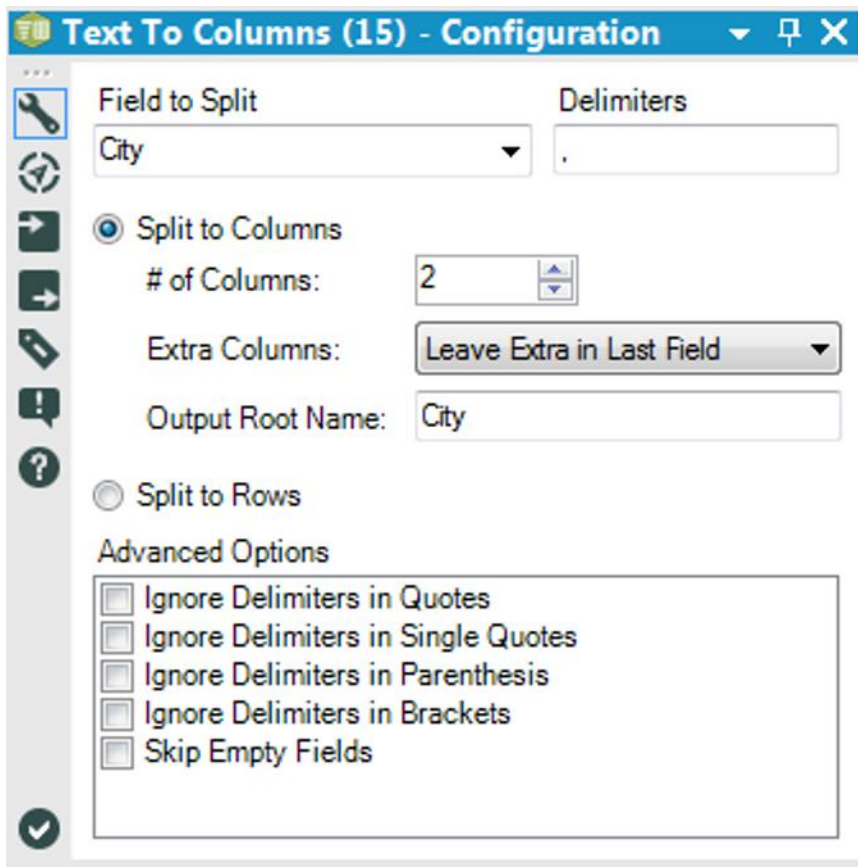 Text To Columns (15) - Configuration
Field to Split Delimiters
City ,
Split to Columns
# of Columns: 2
Extra Columns: Leave Extra in Last Field
Output Root Name: City
Split to Rows
Advanced Options
Ignore Delimiters in Quotes
Ignore Delimiters in Single Quotes
Ignore Delimiters in Parenthesis
Ignore Delimiters in Brackets
Skip Empty Fields